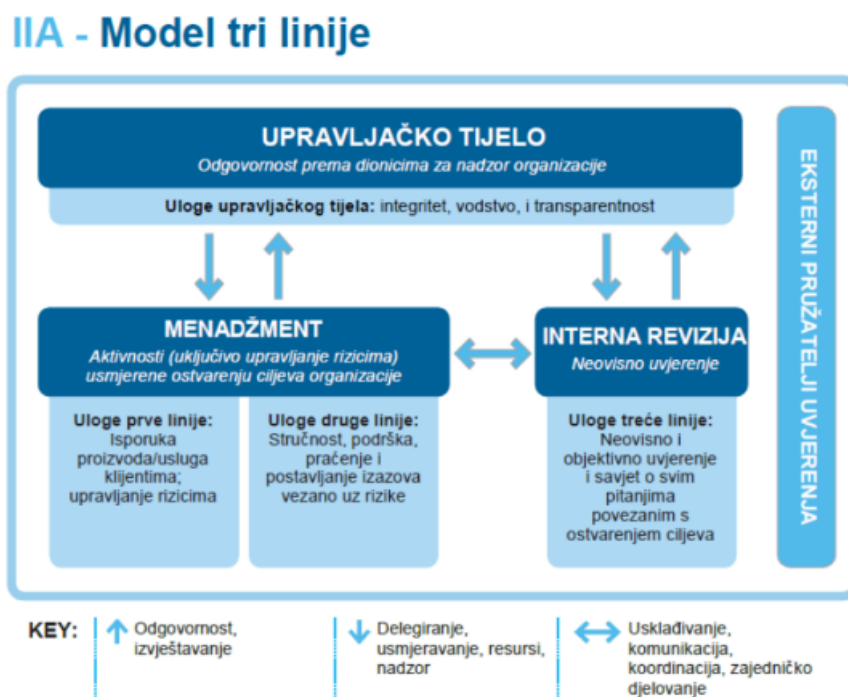 IIA - Model tri linije
UPRAVLJAČKO TIJELO
Odgovornost prema dionicima za nadzor organizacije
Uloge upravljačkog tijela: integritet, vodstvo, i transparentnost
MENADŽMENT
Aktivnosti (uključivo upravljanje rizicima)
usmjerene ostvarenju ciljeva organizacije
Uloge prve linije:
Isporuka
proizvoda/usluga
klijentima;
upravljanje rizicima
Uloge druge linije:
Stručnost, podrška,
praćenje i
postavljanje izazova
vezano uz rizike
INTERNA REVIZIJA
Neovisno uvjerenje
Uloge treće linije:
Neovisno i
objektivno uvjerenje
i savjet o svim
pitanjima
povezanim s
ostvarenjem ciljeva
EKSTERNI PRUŽATELJI UVJERENJA
KEY:
Odgovornost,
izvještavanje
Delegiranje,
usmjeravanje, resursi,
nadzor
Usklađivanje,
komunikacija,
koordinacija, zajedničko
djelovanje